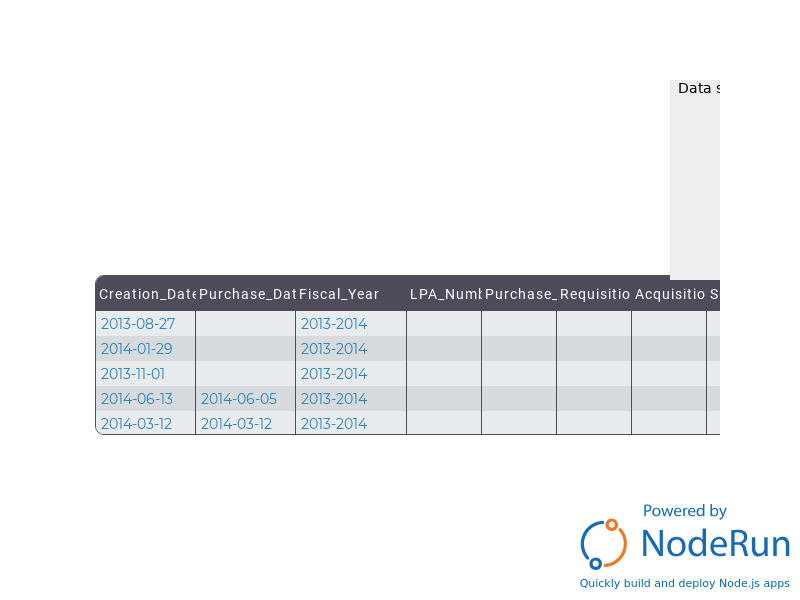 Data s
Creation_Date Purchase_Dat Fiscal_Year LPA_Numb Purchase_ Requisitio Acquisitio S
2013-08-27 2013-2014
2014-01-29 2013-2014
2013-11-01 2013-2014
2014-06-13 2014-06-05 2013-2014
2014-03-12 2014-03-12 2013-2014
Powered by
NodeRun
Quickly build and deploy Node.js apps